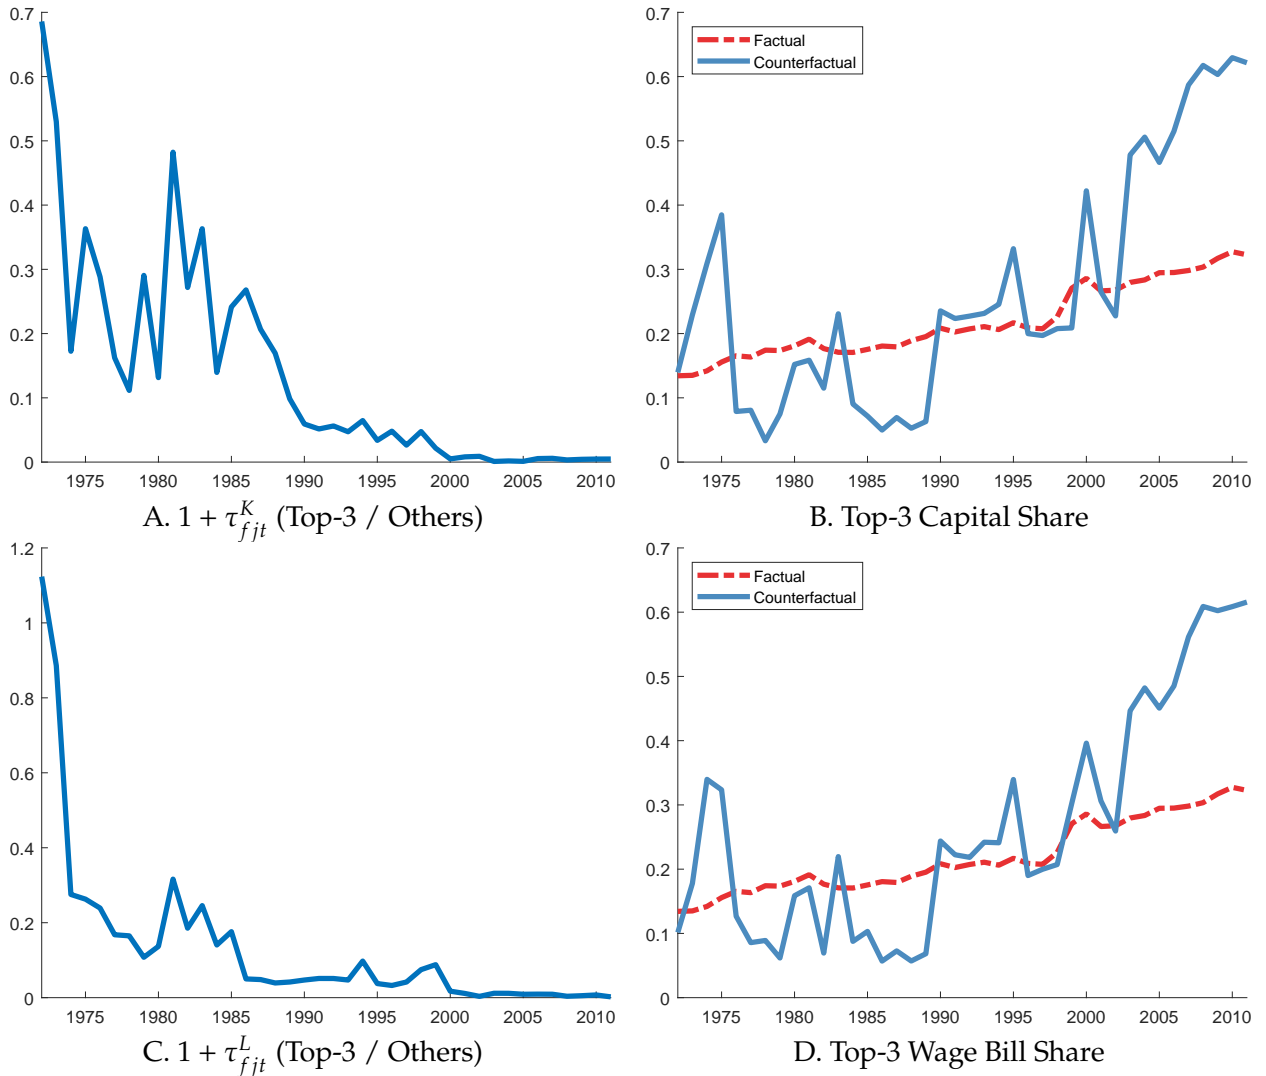 0.7
0.6
0.5
0.4
0.3
0.2
0.1
0
1975 1980 1985 1990 1995 2000 2005 2010
A. 1 + τ^K_{fjt} (Top-3 / Others)
0.7
0.6
0.5
0.4
0.3
0.2
0.1
0
Factual
Counterfactual
1975 1980 1985 1990 1995 2000 2005 2010
B. Top-3 Capital Share
1.2
1
0.8
0.6
0.4
0.2
0
1975 1980 1985 1990 1995 2000 2005 2010
C. 1 + τ^L_{fjt} (Top-3 / Others)
0.7
0.6
0.5
0.4
0.3
0.2
0.1
0
Factual
Counterfactual
1975 1980 1985 1990 1995 2000 2005 2010
D. Top-3 Wage Bill Share